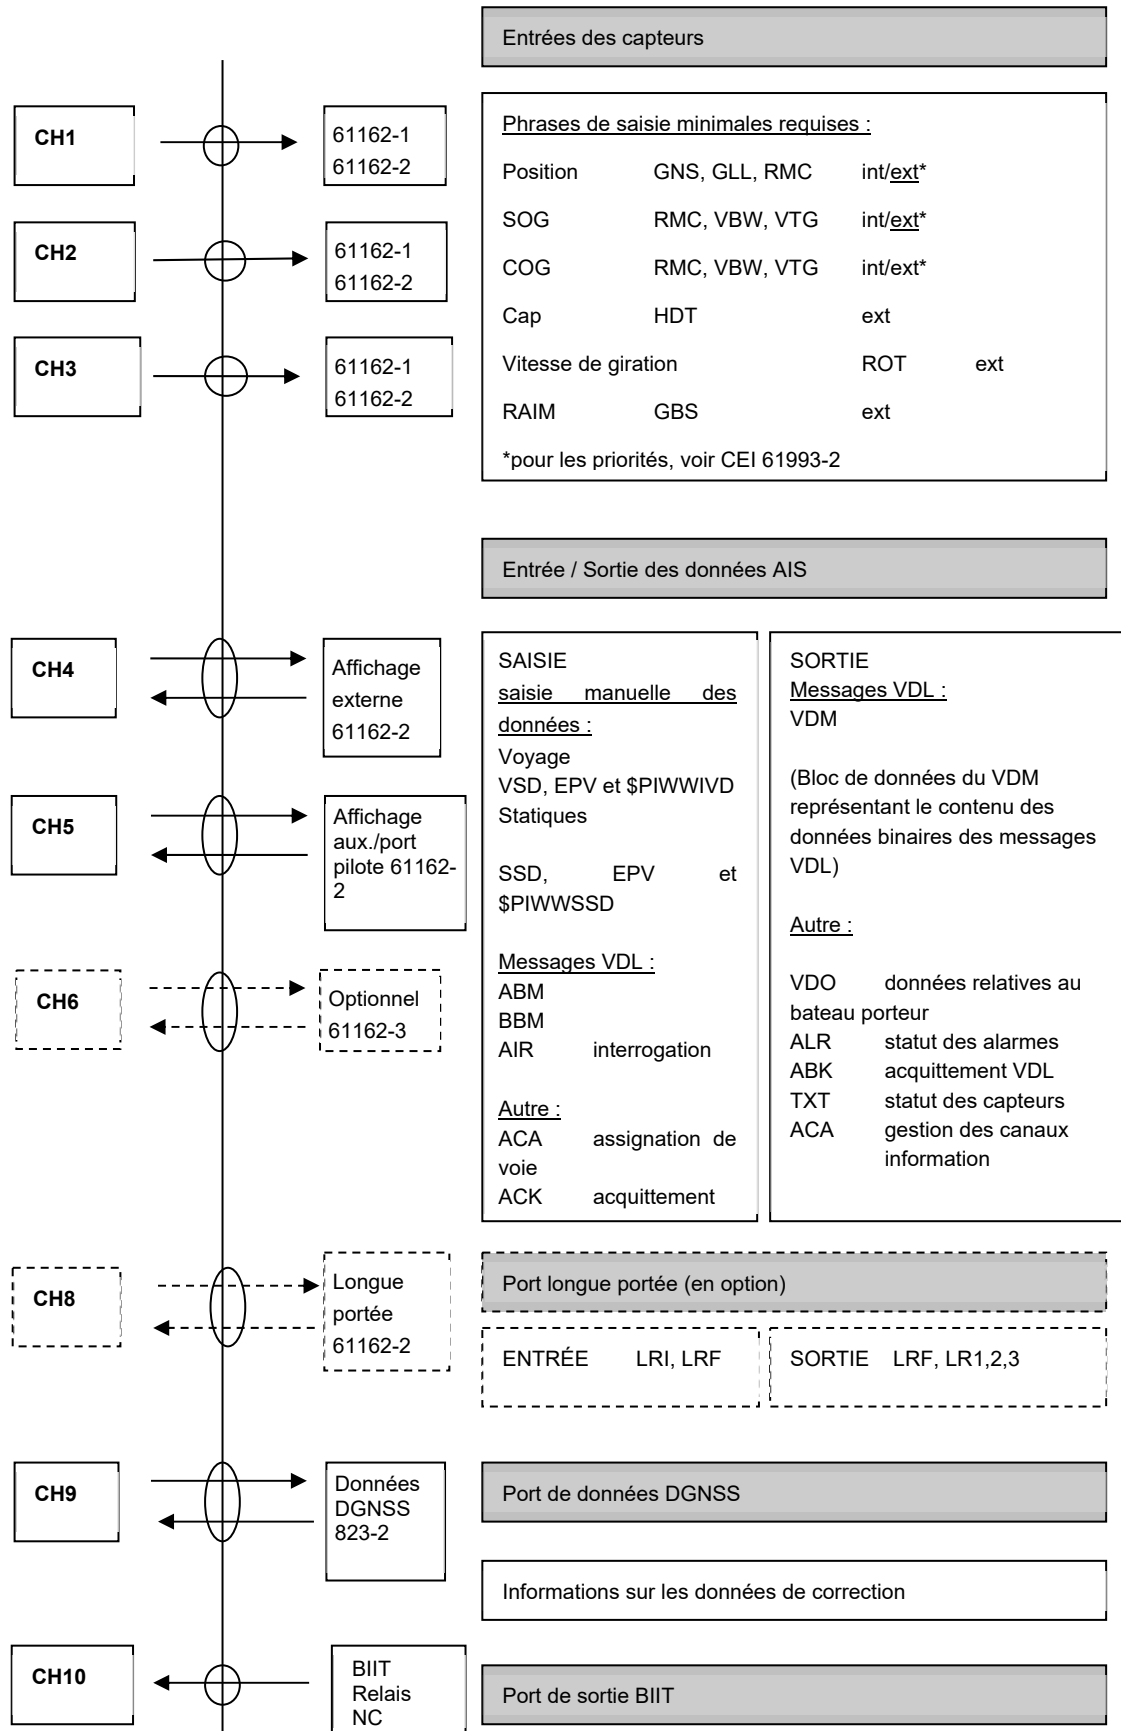 Entrées des capteurs
CH1
61162-1
61162-2
CH2
61162-1
61162-2
CH3
61162-1
61162-2
Phrases de saisie minimales requises :
Position GNS, GLL, RMC int/ext*
SOG RMC, VBW, VTG int/ext*
COG RMC, VBW, VTG int/ext*
Cap HDT ext
Vitesse de giration ROT ext
RAIM GBS ext
*pour les priorités, voir CEI 61993-2
Entrée / Sortie des données AIS
CH4
Affichage
externe
61162-2
CH5
Affichage
aux./port
pilote 61162-
2
CH6
Optionnel
61162-3
SAISIE
saisie manuelle des
données :
Voyage
VSD, EPV et $PIWWIVD
Statiques
SSD, EPV et
$PIWWSSD
Messages VDL :
ABM
BBM
AIR interrogation
Autre :
ACA assignation de
voie
ACK acquittement
SORTIE
Messages VDL :
VDM
(Bloc de données du VDM
représentant le contenu des
données binaires des messages
VDL)
Autre :
VDO données relatives au
bateau porteur
ALR statut des alarmes
ABK acquittement VDL
TXT statut des capteurs
ACA gestion des canaux
information
CH8
Longue
portée
61162-2
Port longue portée (en option)
ENTRÉE LRI, LRF
SORTIE LRF, LR1,2,3
CH9
Données
DGNSS
823-2
Port de données DGNSS
Informations sur les données de correction
CH10
BIIT
Relais
NC
Port de sortie BIIT